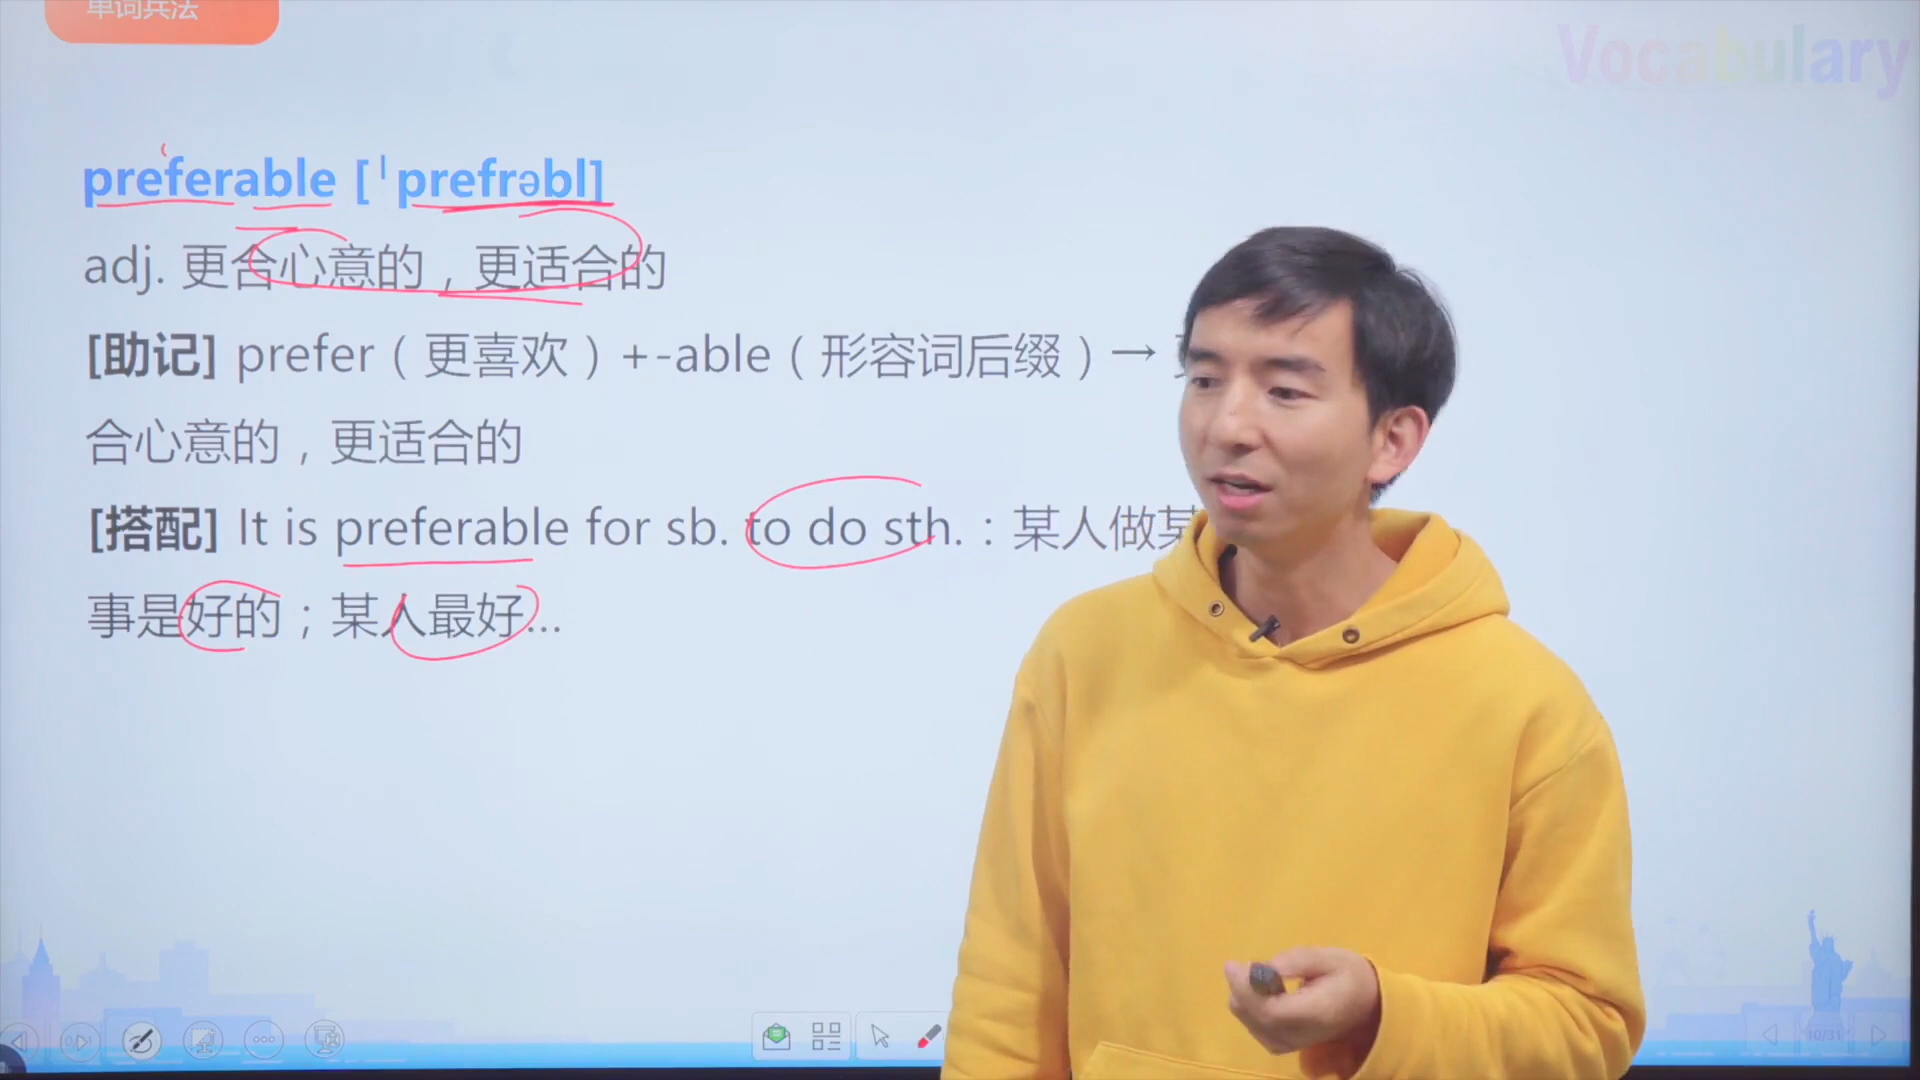 单词兵法
Vocabulary
preferable [ˈprefrəbl]
adj. 更合心意的，更适合的
[助记] prefer（更喜欢）+-able（形容词后缀）→
合心意的，更适合的
[搭配] It is preferable for sb. to do sth.：某人做某
事是好的；某人最好...
10/31